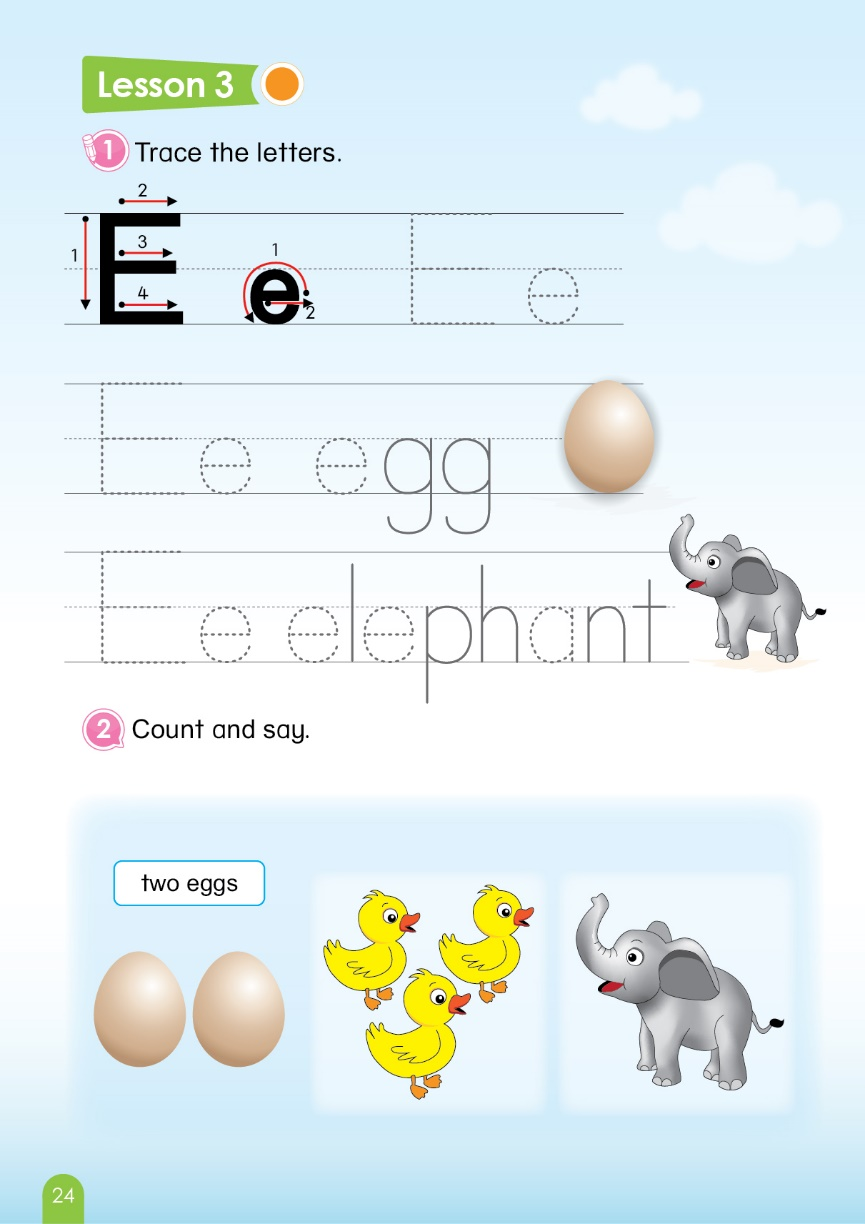 Lesson 3
1 Trace the letters.
2
1
3
4
E e E e
1
2
E e egg
E e elephant
2 Count and say.
two eggs
24